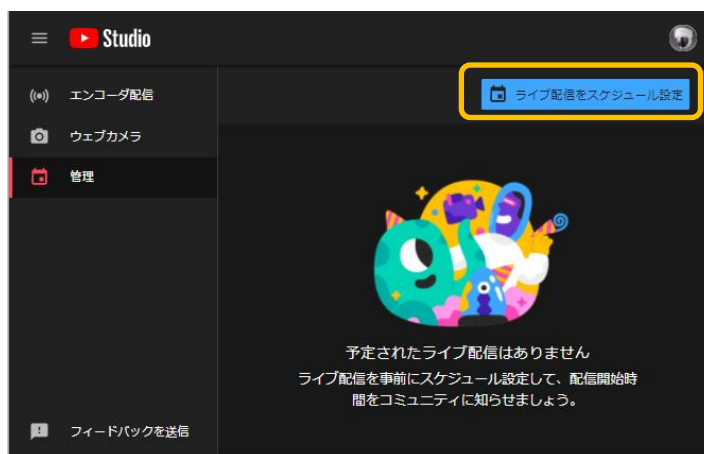 Studio
エンコーダ配信
ウェブカメラ
管理
フィードバックを送信
ライブ配信をスケジュール設定
予定されたライブ配信はありません
ライブ配信を事前にスケジュール設定して、配信開始時
間をコミュニティに知らせましょう。